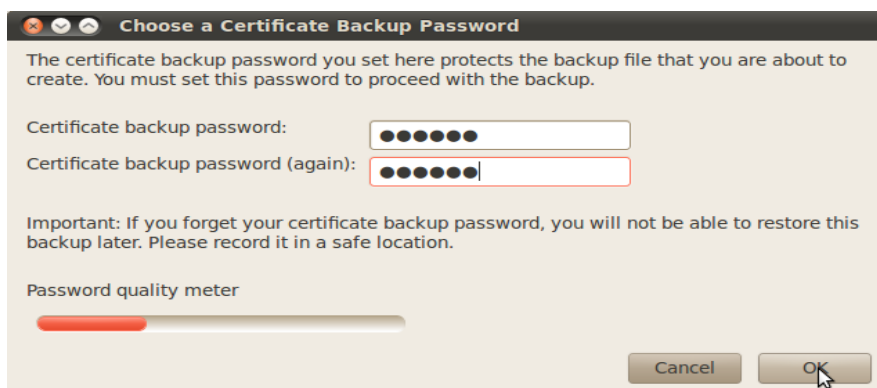 Choose a Certificate Backup Password
The certificate backup password you set here protects the backup file that you are about to
create. You must set this password to proceed with the backup.
Certificate backup password: ●●●●●●
Certificate backup password (again): ●●●●●●
Important: If you forget your certificate backup password, you will not be able to restore this
backup later. Please record it in a safe location.
Password quality meter
Cancel OK